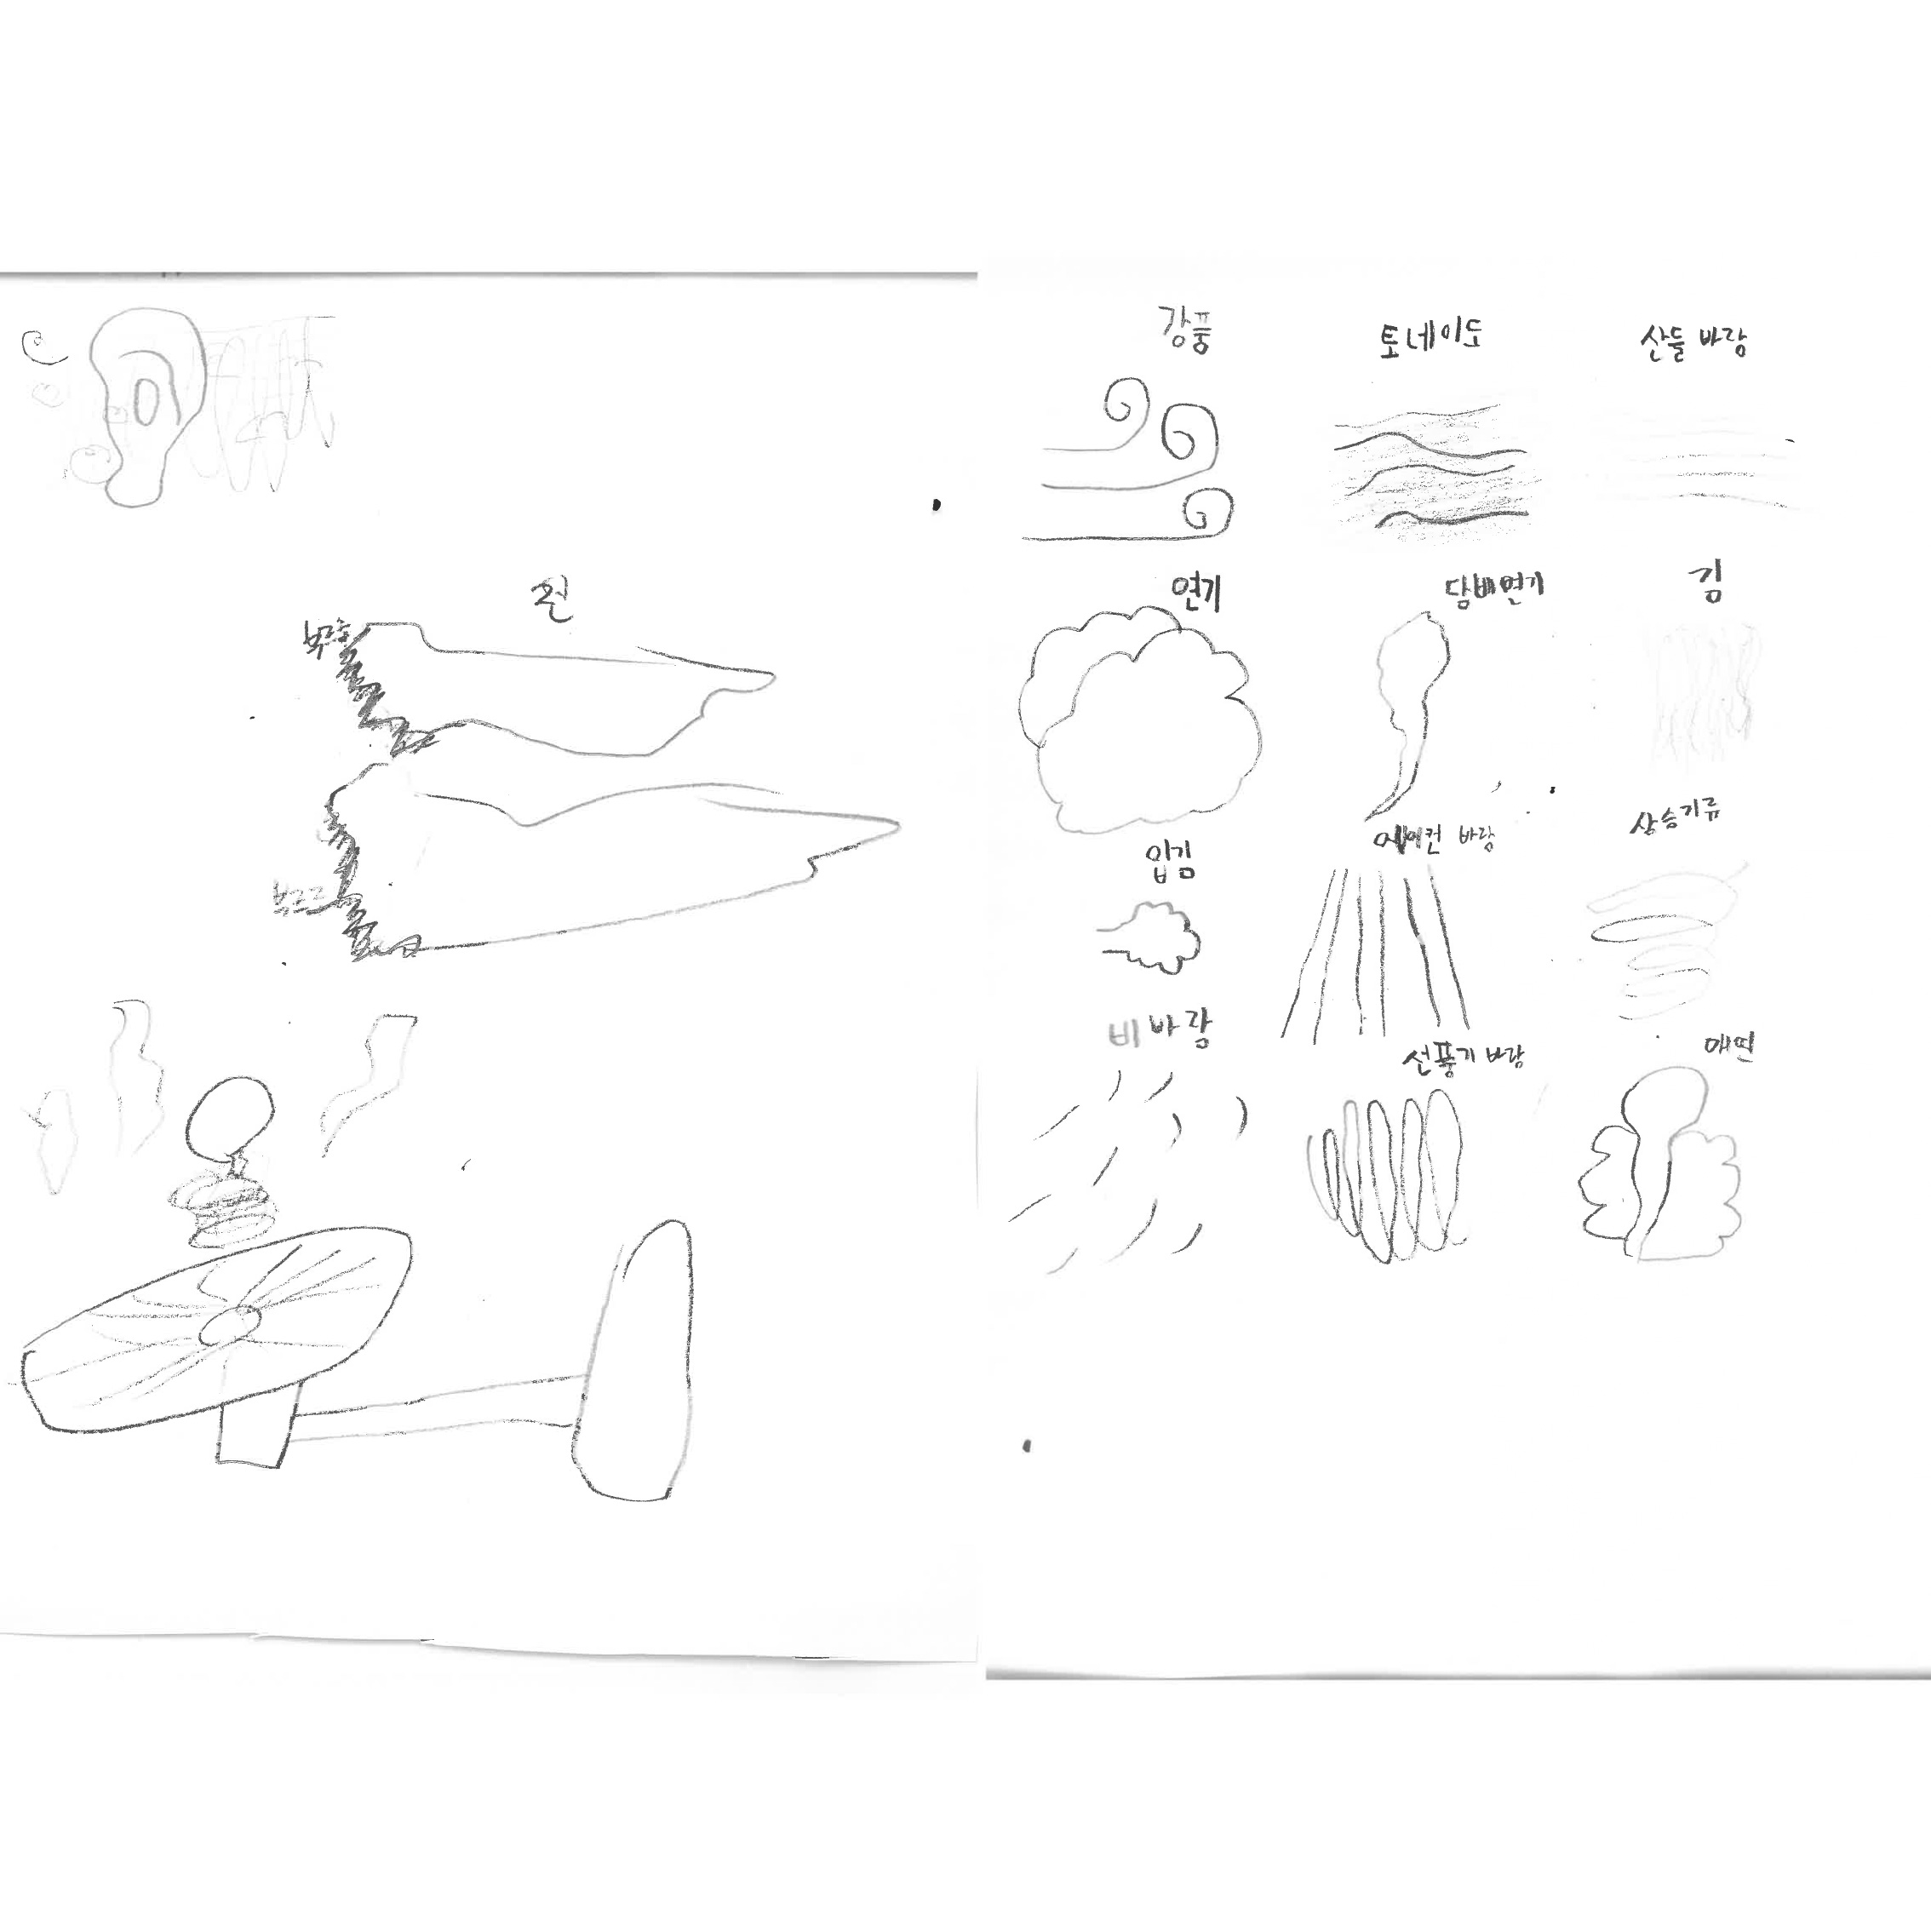 강풍
토네이도
산들 바람
연기
담배연기
김
입김
에어컨 바람
상승기류
비바람
선풍기 바람
매연